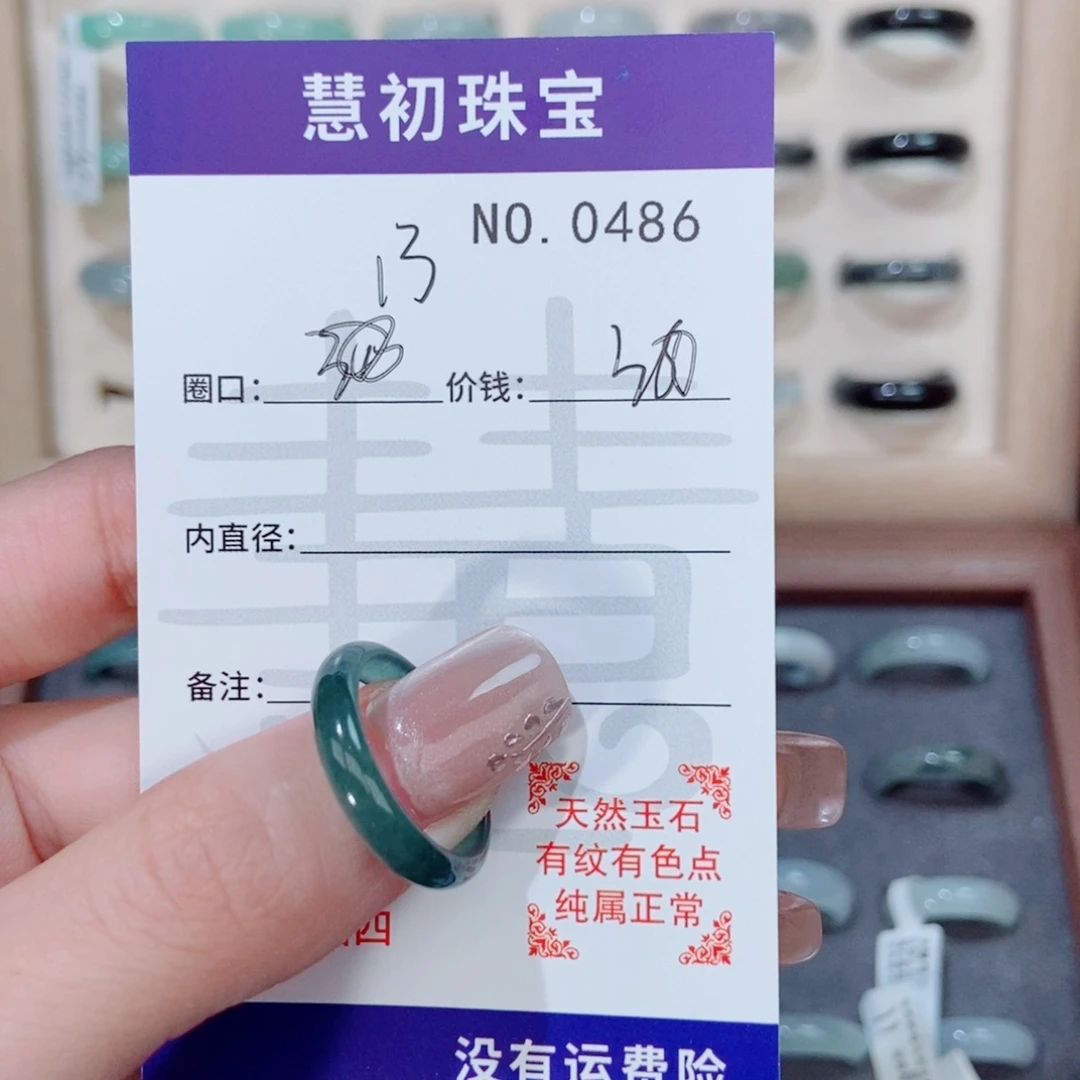 慧初珠宝
NO.0486
13
圈口:
价钱:
内直径:
备注:
天然玉石
有纹有色点
纯属正常
四
没有运费险